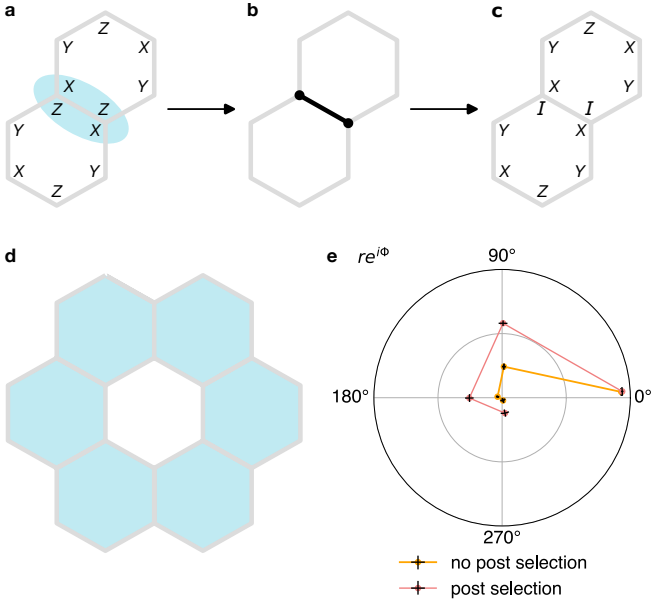 a
b
c
Z
Y X
X Y
Z Z
Y X
X Y
Z
Z
Y X
X Y
I I
Y X
X Y
Z
d
e re^{iΦ}
90°
180° 0°
270°
no post selection
post selection